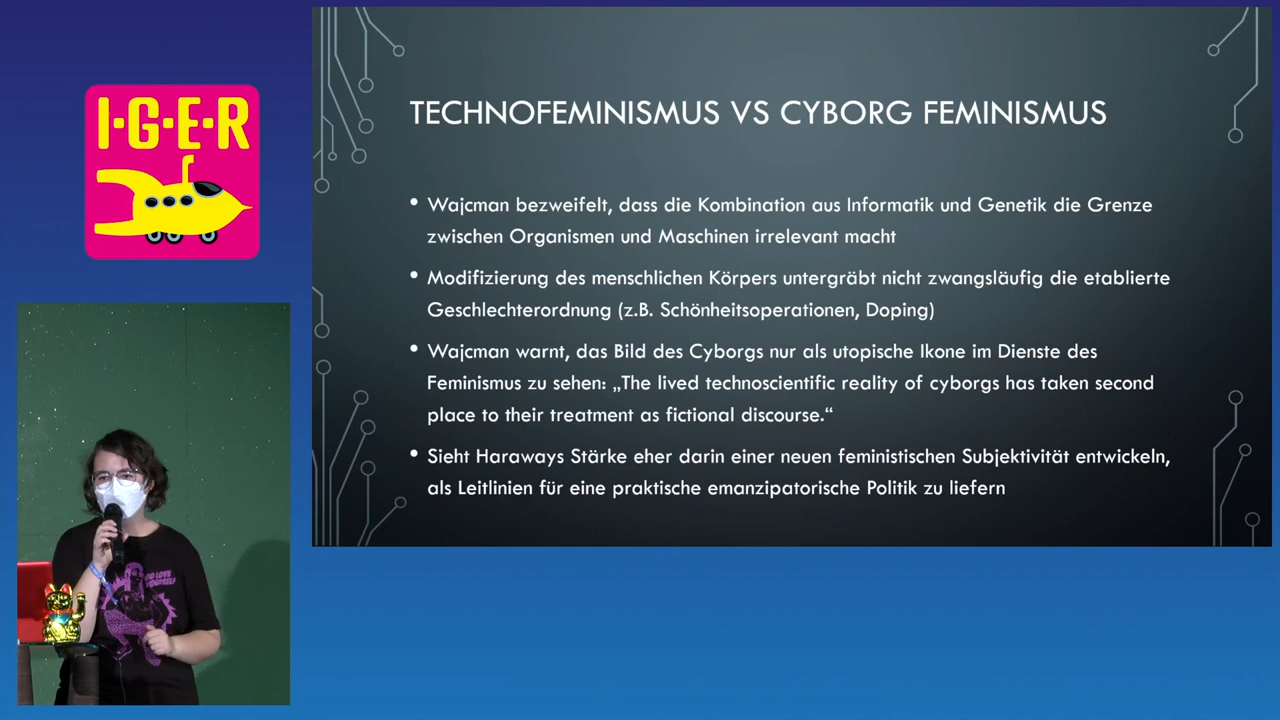 I·G·E·R
TECHNOFEMINISMUS VS CYBORG FEMINISMUS
• Wajcman bezweifelt, dass die Kombination aus Informatik und Genetik die Grenze
zwischen Organismen und Maschinen irrelevant macht
• Modifizierung des menschlichen Körpers untergräbt nicht zwangsläufig die etablierte
Geschlechterordnung (z.B. Schönheitsoperationen, Doping)
• Wajcman warnt, das Bild des Cyborgs nur als utopische Ikone im Dienste des
Feminismus zu sehen: „The lived technoscientific reality of cyborgs has taken second
place to their treatment as fictional discourse.“
• Sieht Haraways Stärke eher darin einer neuen feministischen Subjektivität entwickeln,
als Leitlinien für eine praktische emanzipatorische Politik zu liefern
LOVE
YOURSELF